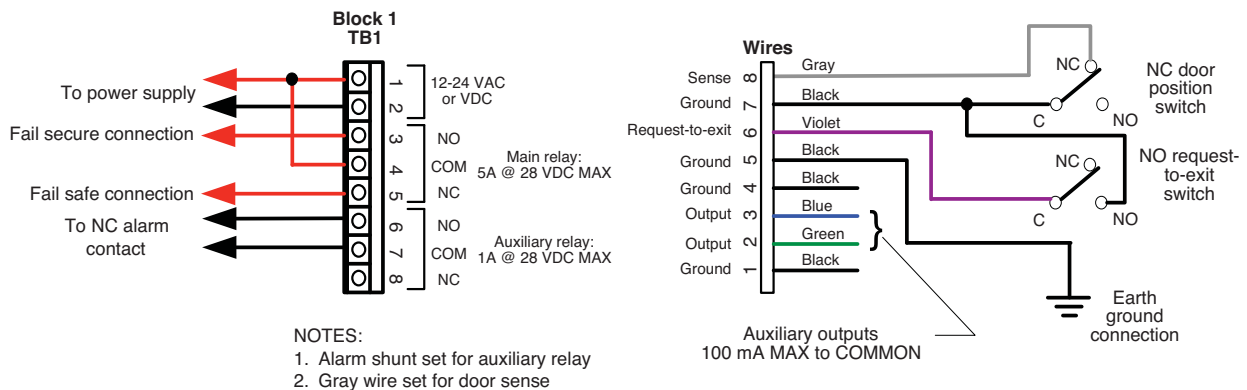 Block 1
TB1
To power supply
Fail secure connection
Fail safe connection
To NC alarm
contact
1
2
3
4
5
6
7
8
12-24 VAC
or VDC
NO
COM
NC
Main relay:
5A @ 28 VDC MAX
NO
COM
NC
Auxiliary relay:
1A @ 28 VDC MAX
NOTES:
1. Alarm shunt set for auxiliary relay
2. Gray wire set for door sense
Wires
Sense 8 Gray
Ground 7 Black
Request-to-exit 6 Violet
Ground 5 Black
Ground 4 Black
Output 3 Blue
Output 2 Green
Ground 1 Black
NC
C
NO
NC door
position
switch
NC
C
NO
NO request-
to-exit
switch
Auxiliary outputs
100 mA MAX to COMMON
Earth
ground
connection